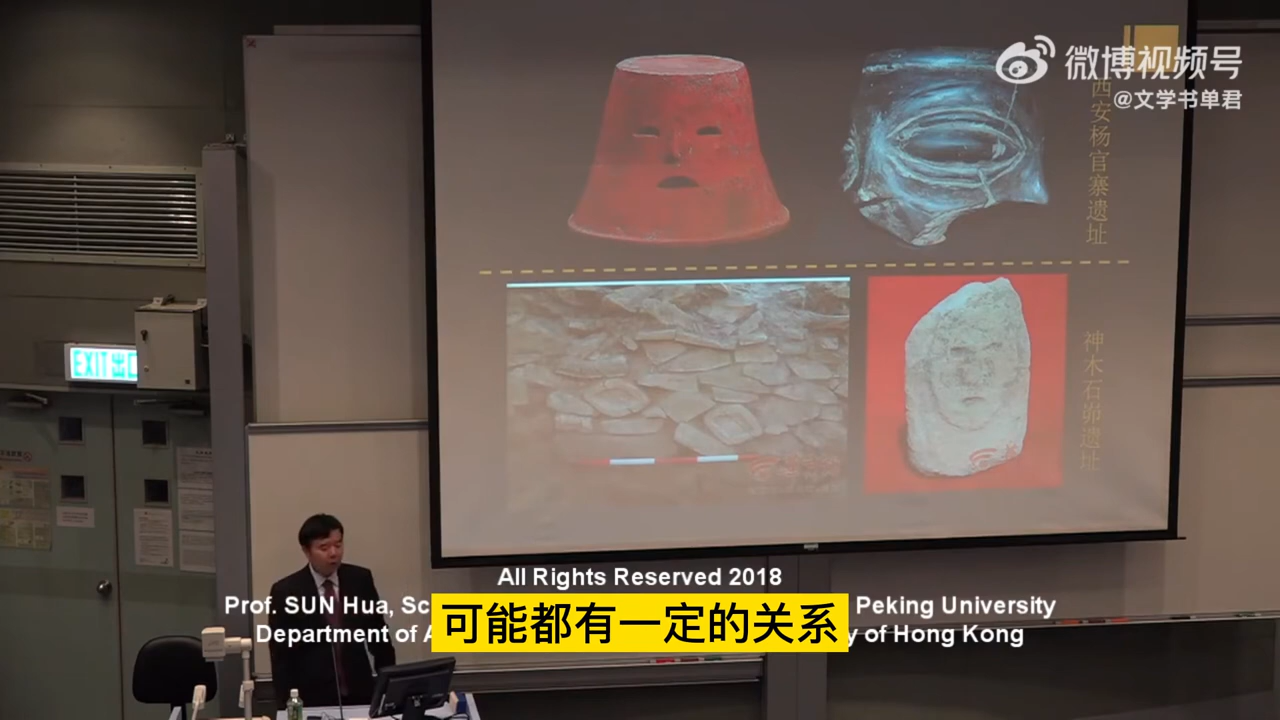 微博视频号
@文学书单君
西安杨官寨遗址
神木石峁遗址
EXIT 出口
All Rights Reserved 2018
Prof. SUN Hua, Sc
Peking University
Department of A
y of Hong Kong
可能都有一定的关系